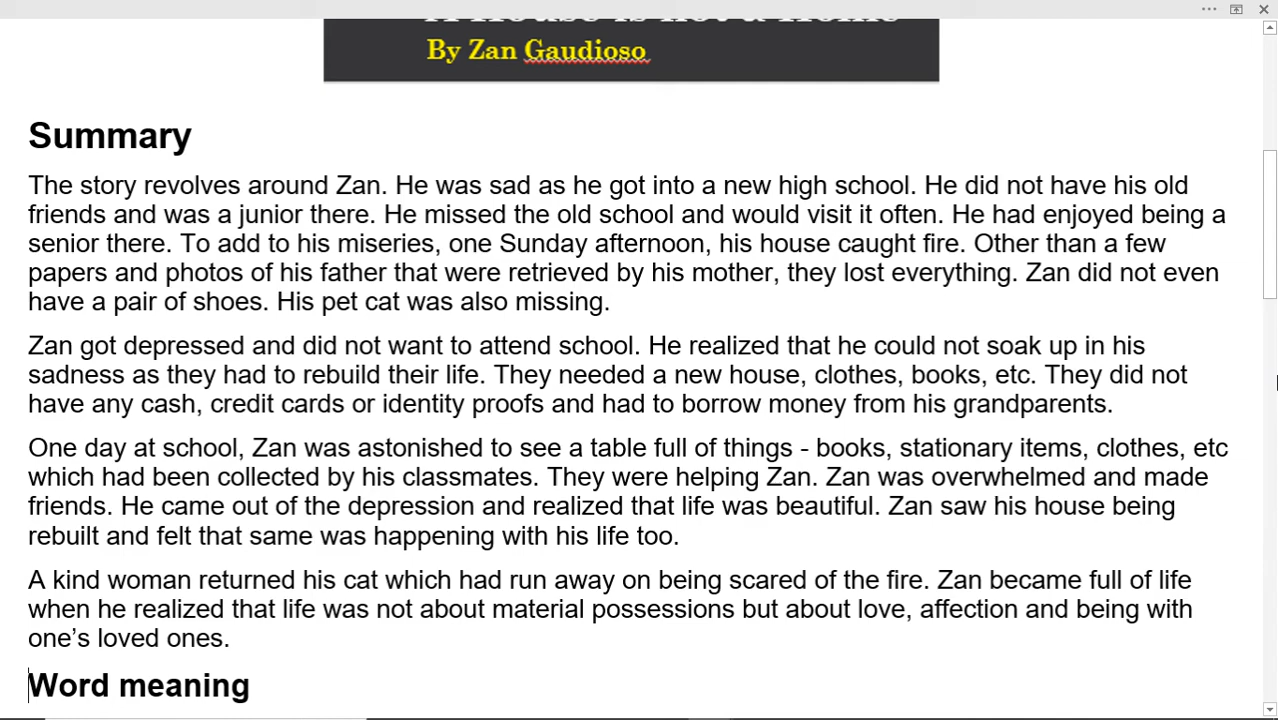 A House is not a Home
By Zan Gaudioso
Summary
The story revolves around Zan. He was sad as he got into a new high school. He did not have his old
friends and was a junior there. He missed the old school and would visit it often. He had enjoyed being a
senior there. To add to his miseries, one Sunday afternoon, his house caught fire. Other than a few
papers and photos of his father that were retrieved by his mother, they lost everything. Zan did not even
have a pair of shoes. His pet cat was also missing.
Zan got depressed and did not want to attend school. He realized that he could not soak up in his
sadness as they had to rebuild their life. They needed a new house, clothes, books, etc. They did not
have any cash, credit cards or identity proofs and had to borrow money from his grandparents.
One day at school, Zan was astonished to see a table full of things - books, stationary items, clothes, etc
which had been collected by his classmates. They were helping Zan. Zan was overwhelmed and made
friends. He came out of the depression and realized that life was beautiful. Zan saw his house being
rebuilt and felt that same was happening with his life too.
A kind woman returned his cat which had run away on being scared of the fire. Zan became full of life
when he realized that life was not about material possessions but about love, affection and being with
one’s loved ones.
Word meaning